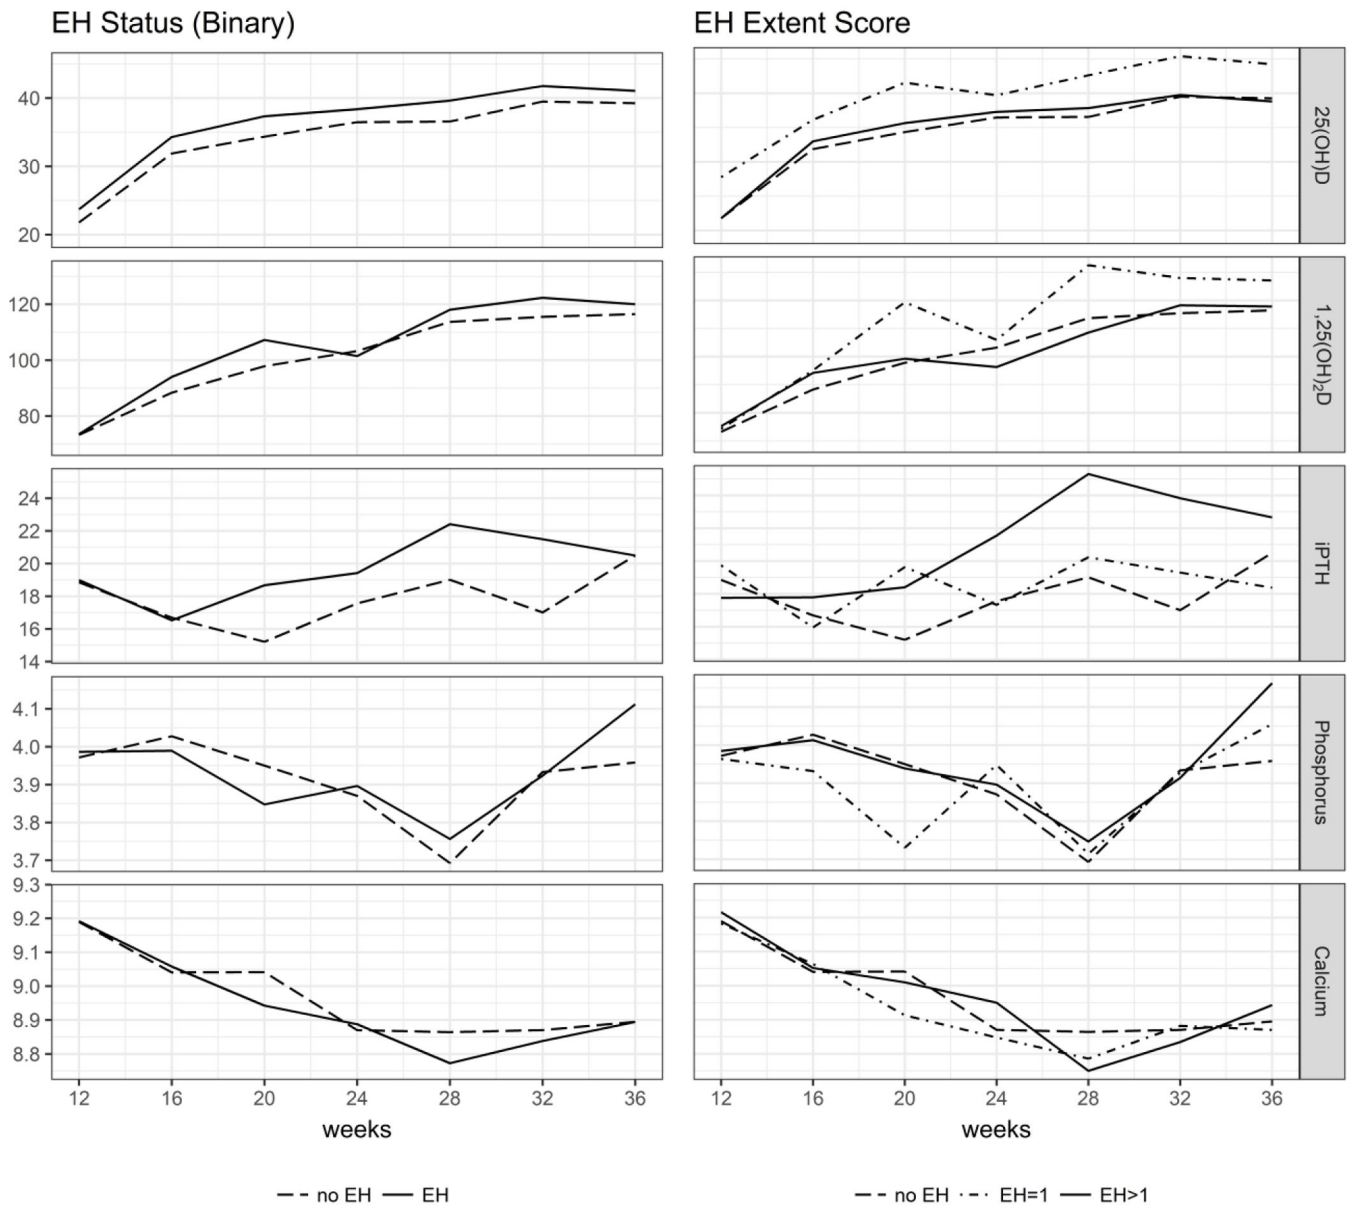 EH Status (Binary)
EH Extent Score
40
30
20
25(OH)D
120
100
80
1,25(OH)₂D
24
22
20
18
16
14
iPTH
4.1
4.0
3.9
3.8
3.7
Phosphorus
9.3
9.2
9.1
9.0
8.9
8.8
Calcium
12 16 20 24 28 32 36
12 16 20 24 28 32 36
weeks
weeks
no EH EH
no EH EH=1 EH>1